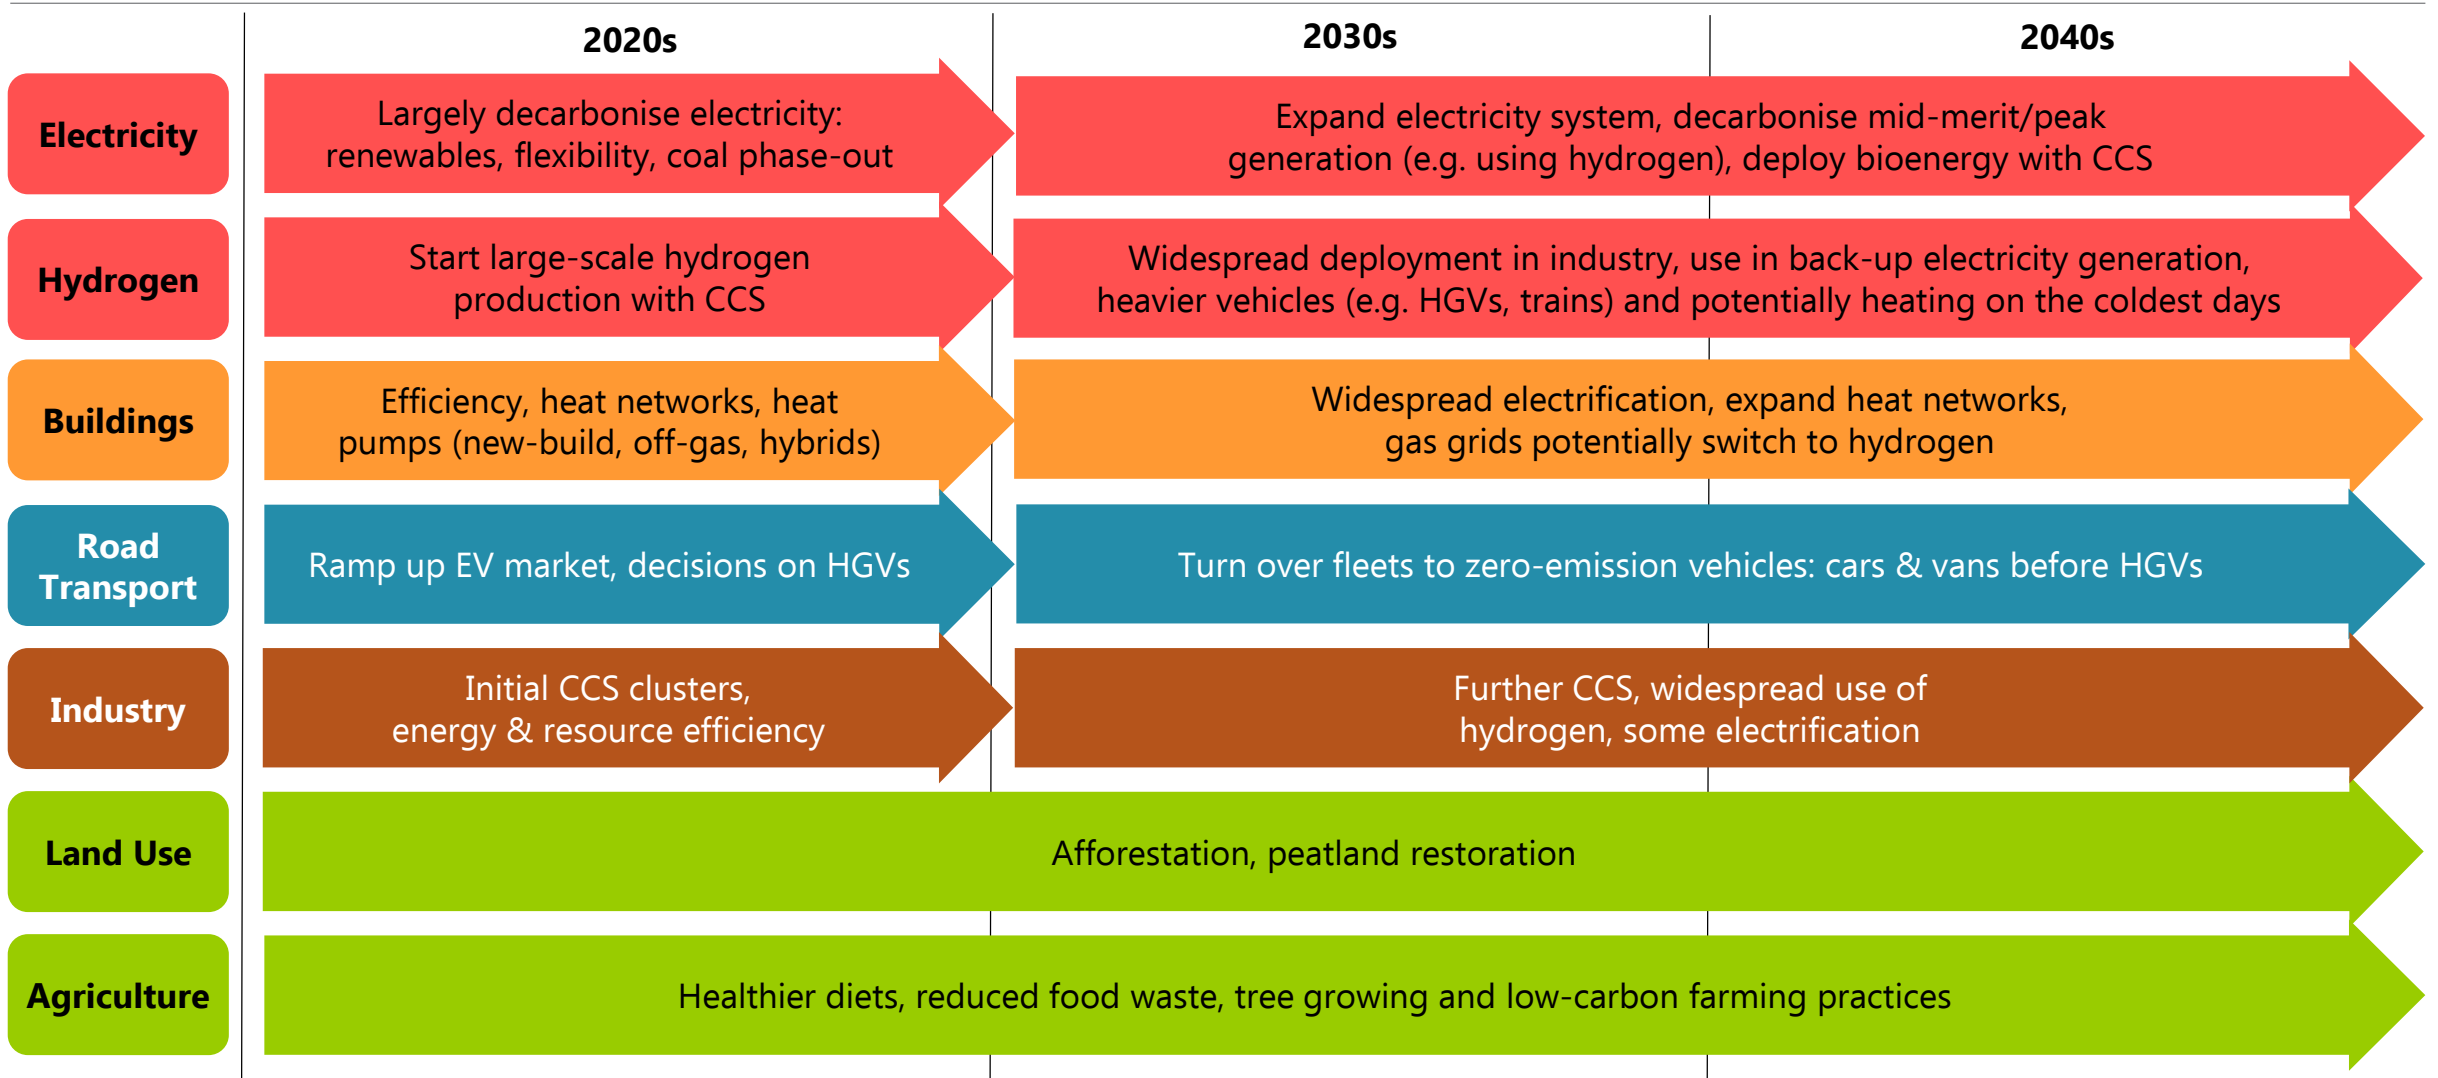 2020s
2030s
2040s
Electricity
Largely decarbonise electricity:
renewables, flexibility, coal phase-out
Expand electricity system, decarbonise mid-merit/peak
generation (e.g. using hydrogen), deploy bioenergy with CCS
Hydrogen
Start large-scale hydrogen
production with CCS
Widespread deployment in industry, use in back-up electricity generation,
heavier vehicles (e.g. HGVs, trains) and potentially heating on the coldest days
Buildings
Efficiency, heat networks, heat
pumps (new-build, off-gas, hybrids)
Widespread electrification, expand heat networks,
gas grids potentially switch to hydrogen
Road
Transport
Ramp up EV market, decisions on HGVs
Turn over fleets to zero-emission vehicles: cars & vans before HGVs
Industry
Initial CCS clusters,
energy & resource efficiency
Further CCS, widespread use of
hydrogen, some electrification
Land Use
Afforestation, peatland restoration
Agriculture
Healthier diets, reduced food waste, tree growing and low-carbon farming practices